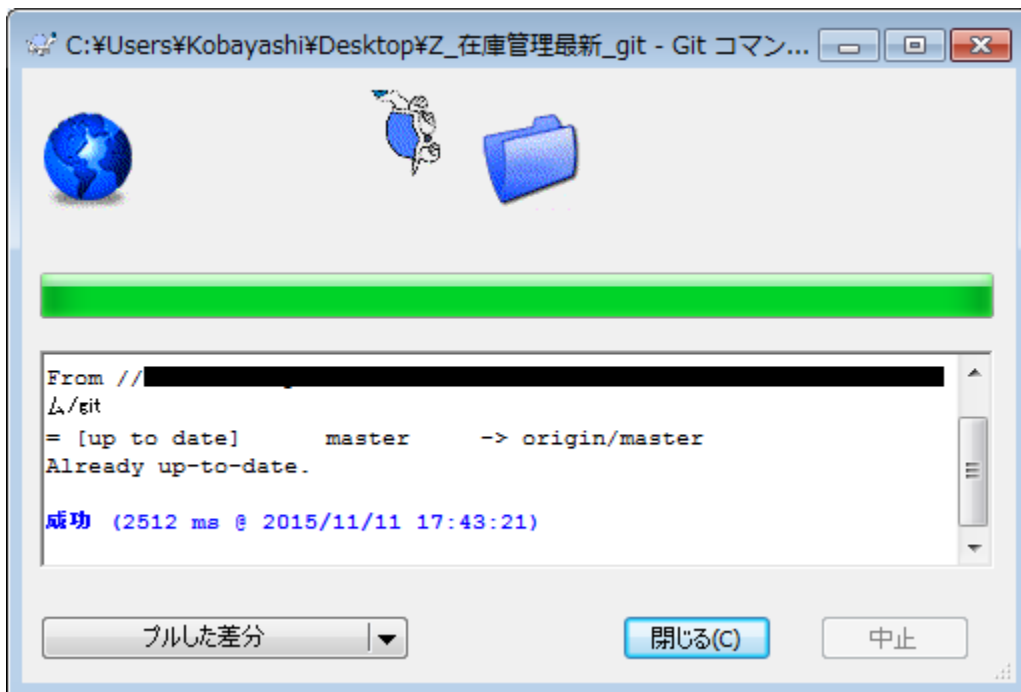 C:¥Users¥Kobayashi¥Desktop¥Z_在庫管理最新_git - Git コマン...
From //
ム/git
= [up to date]      master     -> origin/master
Already up-to-date.
成功 (2512 ms @ 2015/11/11 17:43:21)
プルした差分
閉じる(C)
中止